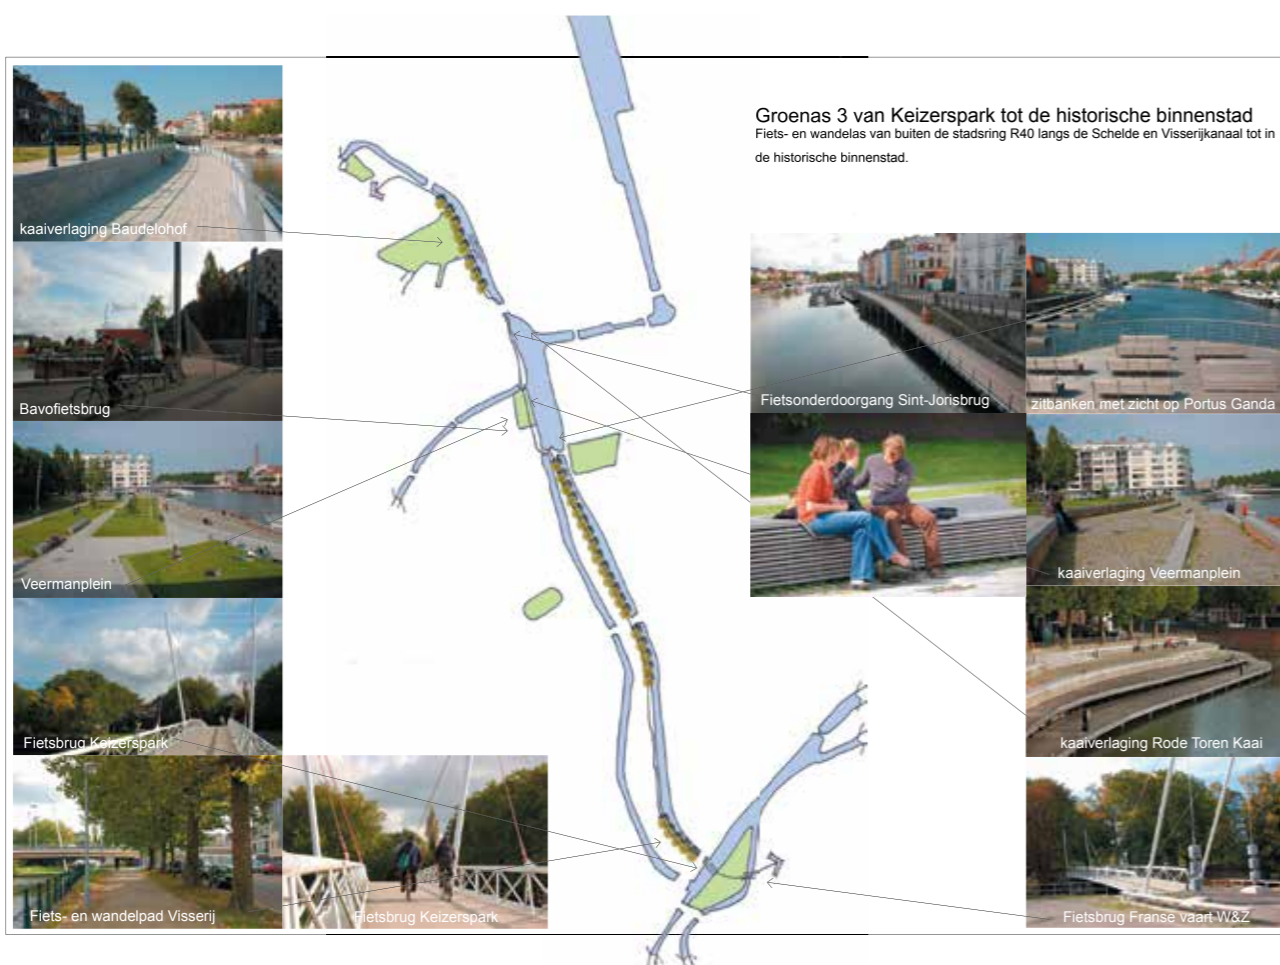 Groenas 3 van Keizerspark tot de historische binnenstad
Fiets- en wandelas van buiten de stadsring R40 langs de Schelde en Visserijkanaal tot in
de historische binnenstad.
kaaiverlaging Baudelohof
Bavofietsbrug
Veermanplein
Fietsbrug Keizerspark
Fiets- en wandelpad Visserij
Fietsbrug Keizerspark
Fietsonderdoorgang Sint-Jorisbrug
zitbanken met zicht op Portus Ganda
kaaiverlaging Veermanplein
kaaiverlaging Rode Toren Kaai
Fietsbrug Franse vaart W&Z